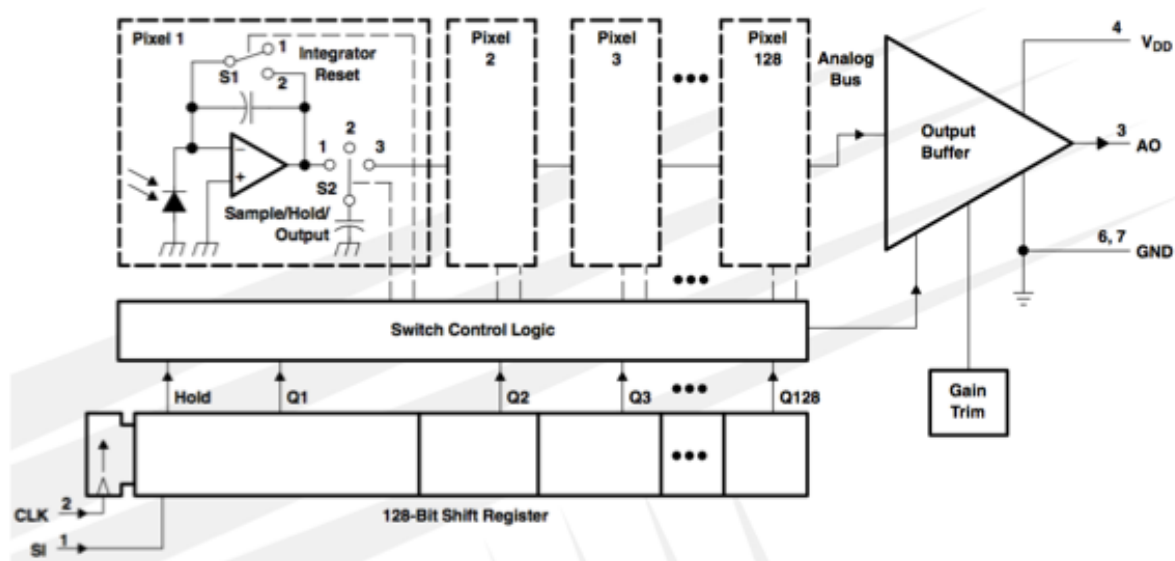 Pixel 1
1
Integrator
Reset
S1
2
−
+
1
2
3
S2
Sample/Hold/
Output
Pixel
2
Pixel
3
Pixel
128
Analog
Bus
Output
Buffer
4
VDD
3
AO
6, 7
GND
Switch Control Logic
Hold
Q1
Q2
Q3
Q128
Gain
Trim
CLK
2
SI
1
128-Bit Shift Register